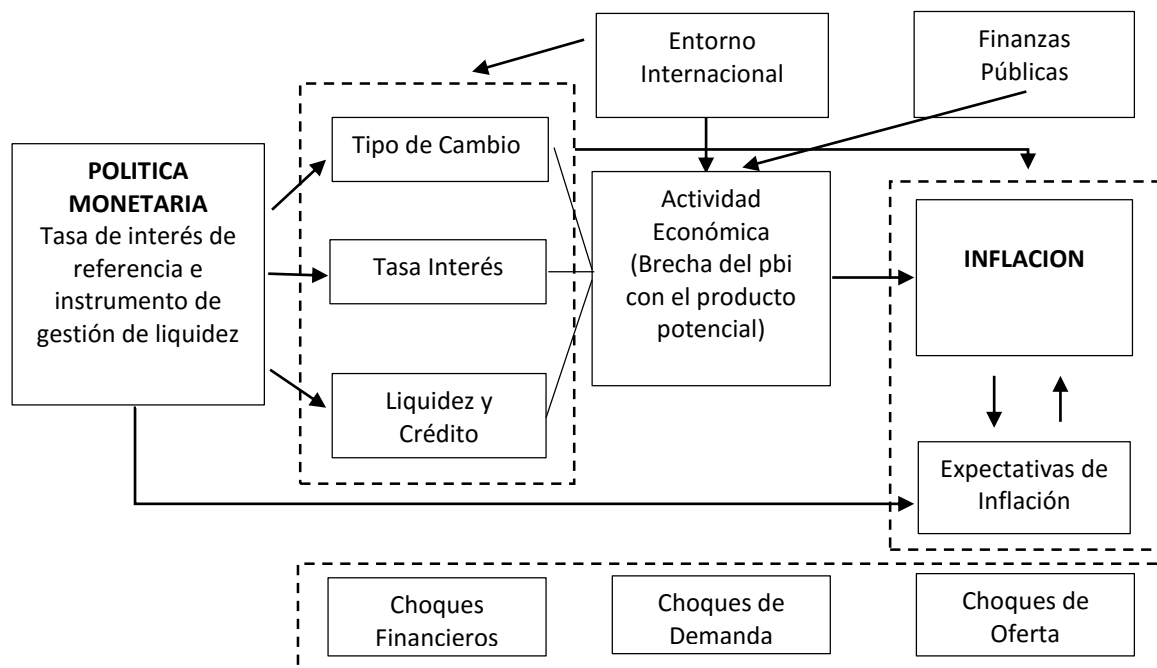 Entorno
Internacional
Finanzas
Públicas
POLITICA
MONETARIA
Tasa de interés de
referencia e
instrumento de
gestión de liquidez
Tipo de Cambio
Tasa Interés
Liquidez y
Crédito
Actividad
Económica
(Brecha del pbi
con el producto
potencial)
INFLACION
Expectativas de
Inflación
Choques
Financieros
Choques de
Demanda
Choques de
Oferta